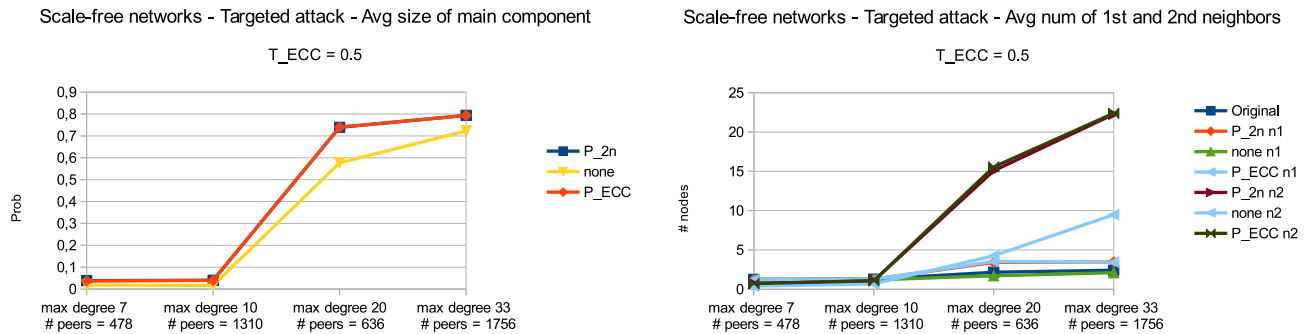 Scale-free networks - Targeted attack - Avg size of main component
T_ECC = 0.5
0,9
0,8
0,7
0,6
0,5
0,4
0,3
0,2
0,1
0
Prob
max degree 7
# peers = 478
max degree 10
# peers = 1310
max degree 20
# peers = 636
max degree 33
# peers = 1756
P_2n
none
P_ECC
Scale-free networks - Targeted attack - Avg num of 1st and 2nd neighbors
T_ECC = 0.5
25
20
15
10
5
0
# nodes
max degree 7
# peers = 478
max degree 10
# peers = 1310
max degree 20
# peers = 636
max degree 33
# peers = 1756
Original
P_2n n1
none n1
P_ECC n1
P_2n n2
none n2
P_ECC n2